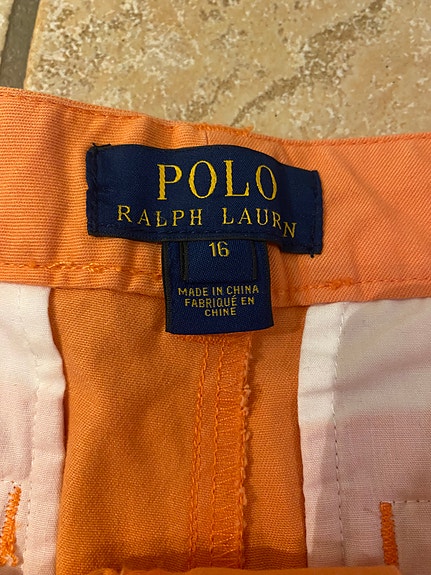 POLO
RALPH LAURN
16
MADE IN CHINA
FABRIQUÉ EN
CHINE